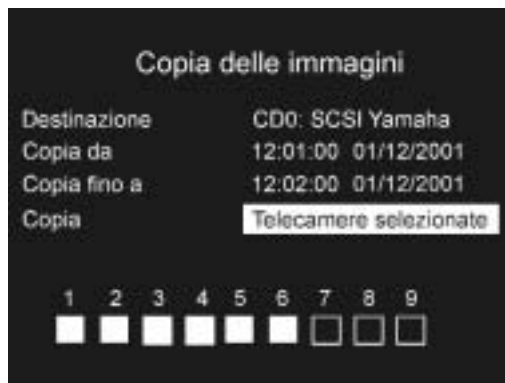 Copia delle immagini
Destinazione CD0: SCSI Yamaha
Copia da 12:01:00 01/12/2001
Copia fino a 12:02:00 01/12/2001
Copia Telecamere selezionate
1 2 3 4 5 6 7 8 9